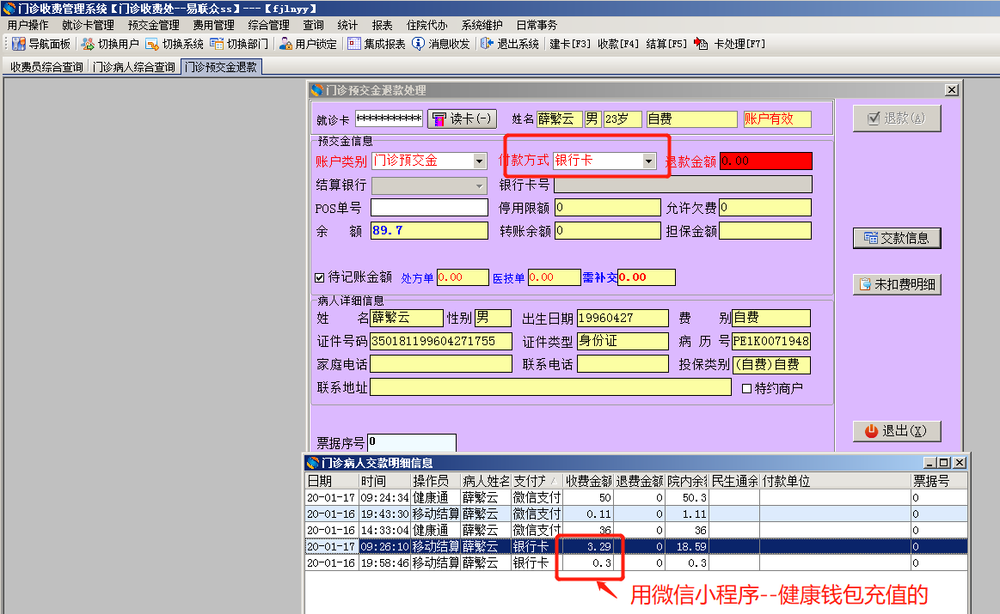 门诊收费管理系统【门诊收费处--易联众ss】---【fjlnyy】
用户操作 就诊卡管理 预交金管理 费用管理 综合管理 查询 统计 报表 住院代办 系统维护 日常事务
导航面板 切换用户 切换系统 切换部门 用户锁定 集成报表 消息收发 退出系统 建卡[F3] 收款[F4] 结算[F5] 卡处理[F7]
收费员综合查询 门诊病人综合查询 门诊预交金退款
门诊预交金退款处理
就诊卡 *********** 读卡(-) 姓名 薛繁云 男 23岁 自费 账户有效 退款(A)
预交金信息
账户类别 门诊预交金 付款方式 银行卡 退款金额 0.00
结算银行 银行卡号
POS单号 停用限额 0 允许欠费 0
余 额 89.7 转账余额 0 担保金额 交款信息
待记账金额 处方单 0.00 医技单 0.00 需补交 0.00 未扣费明细
病人详细信息
姓 名 薛繁云 性别 男 出生日期 19960427 费 别 自费
证件号码 350181199604271755 证件类型 身份证 病 历 号 PE1K0071948
家庭电话 联系电话 投保类别 (自费)自费
联系地址 特约商户
退出(X)
票据序号 0
门诊病人交款明细信息
日期 时间 操作员 病人姓名 支付 收费金额 退费金额 院内余 民生通余 付款单位 票据号
20-01-17 09:24:34 健康通 薛繁云 微信支付 50 0 50.3 0
20-01-16 19:43:30 移动结算 薛繁云 微信支付 0.11 0 1.11 0
20-01-16 14:33:04 健康通 薛繁云 微信支付 36 0 36 0
20-01-17 09:26:10 移动结算 薛繁云 银行卡 3.29 0 18.59 0
20-01-16 19:58:46 移动结算 薛繁云 银行卡 0.3 0 0.3 0
用微信小程序--健康钱包充值的